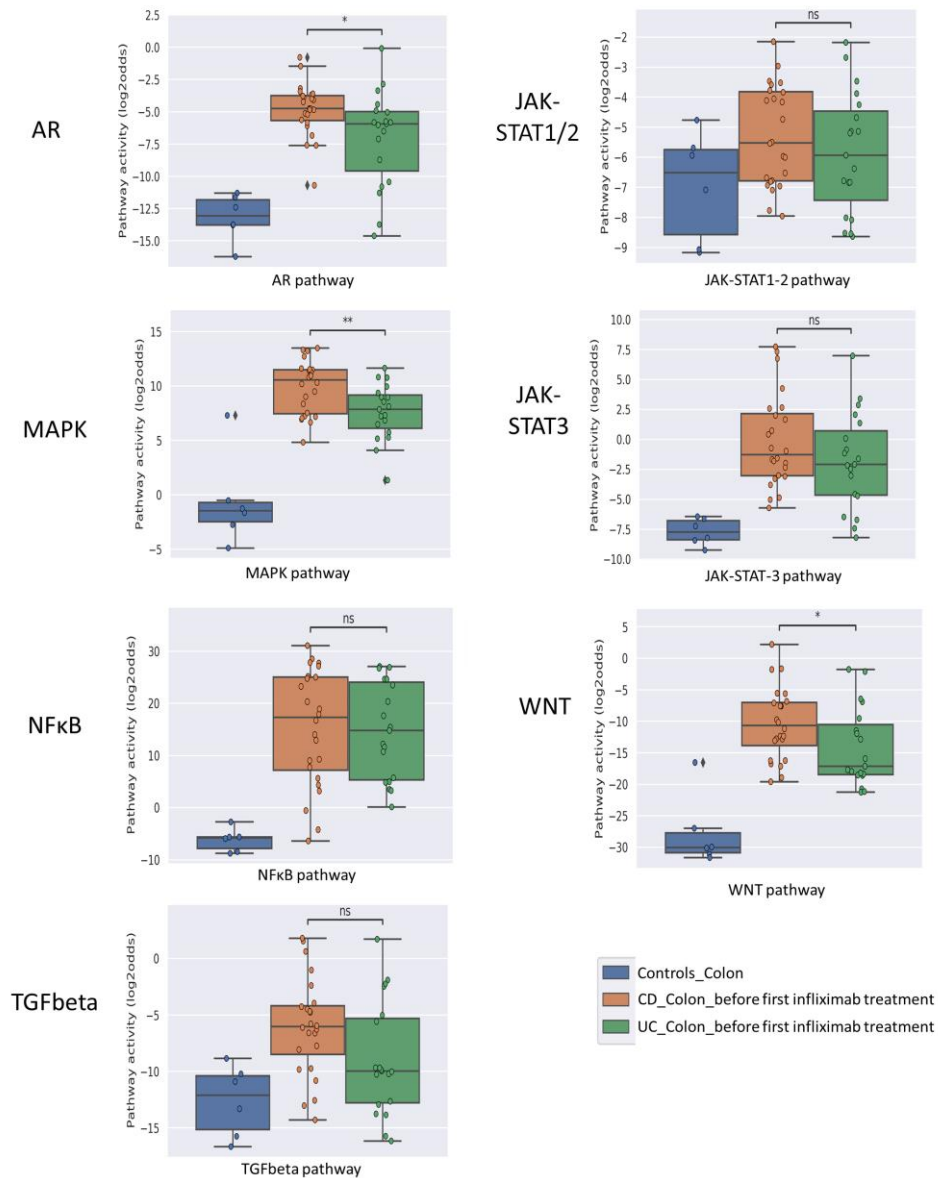 AR
Pathway activity (log2odds)
2.5
0.0
−2.5
−5.0
−7.5
−10.0
−12.5
−15.0
*
AR pathway
JAK-
STAT1/2
Pathway activity (log2odds)
−2
−3
−4
−5
−6
−7
−8
−9
ns
JAK-STAT1-2 pathway
MAPK
Pathway activity (log2odds)
15
10
5
0
−5
**
MAPK pathway
JAK-
STAT3
Pathway activity (log2odds)
10.0
7.5
5.0
2.5
0.0
−2.5
−5.0
−7.5
−10.0
ns
JAK-STAT-3 pathway
NFκB
Pathway activity (log2odds)
30
20
10
0
−10
ns
NFκB pathway
WNT
Pathway activity (log2odds)
5
0
−5
−10
−15
−20
−25
−30
*
WNT pathway
TGFbeta
Pathway activity (log2odds)
0
−5
−10
−15
ns
TGFbeta pathway
Controls_Colon
CD_Colon_before first infliximab treatment
UC_Colon_before first infliximab treatment